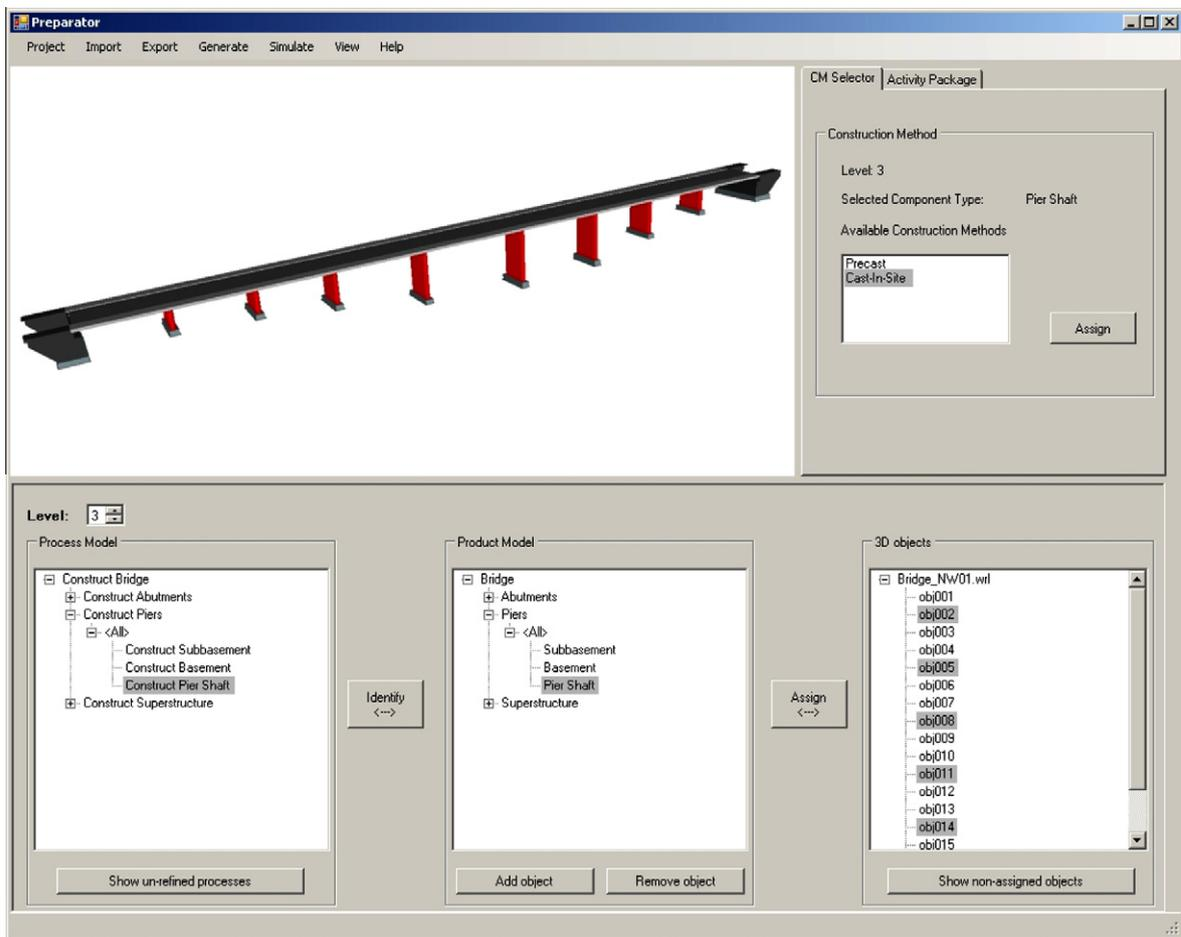 Preparator
Project Import Export Generate Simulate View Help
CM Selector Activity Package
Construction Method
Level: 3
Selected Component Type: Pier Shaft
Available Construction Methods
Precast
Cast-In-Site
Assign
Level: 3
Process Model
Construct Bridge
Construct Abutments
Construct Piers
<All>
Construct Subbasement
Construct Basement
Construct Pier Shaft
Construct Superstructure
Show un-refined processes
Identify
<--->
Product Model
Bridge
Abutments
Piers
<All>
Subbasement
Basement
Pier Shaft
Superstructure
Add object Remove object
Assign
<--->
3D objects
Bridge_NW01.wrl
obj001
obj002
obj003
obj004
obj005
obj006
obj007
obj008
obj009
obj010
obj011
obj012
obj013
obj014
obj015
Show non-assigned objects